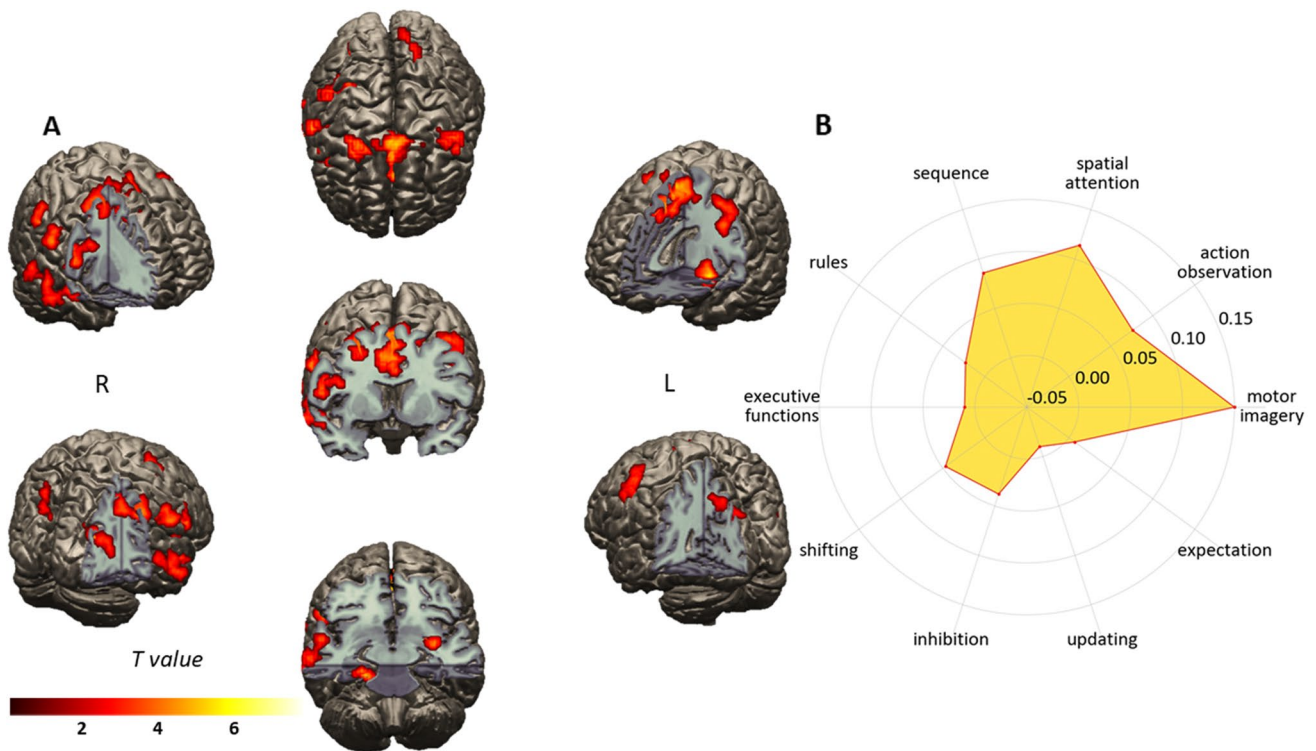 A
B
sequence
spatial
attention
rules
action
observation
0.15
0.10
0.05
0.00
-0.05
R
L
executive
functions
motor
imagery
shifting
expectation
inhibition
updating
T value
2
4
6